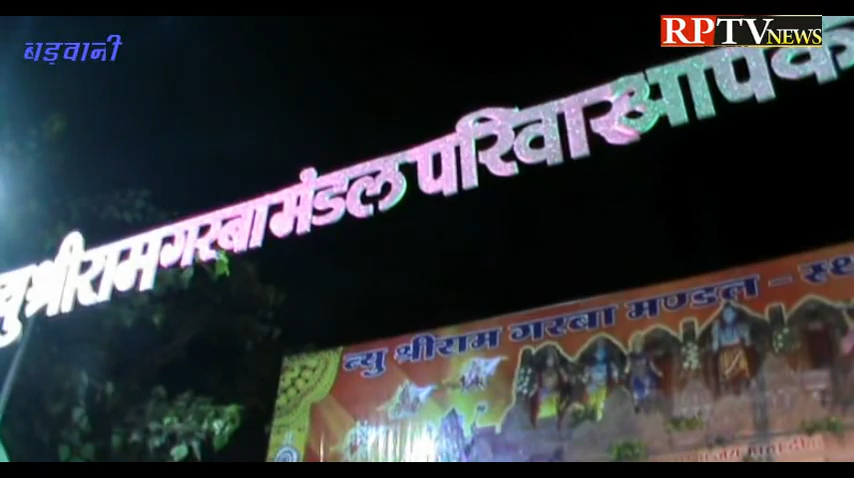 बड़वानी
RPTV NEWS
न्यु श्रीराम गरबा मंडल परिवार आपक
न्यु श्रीराम गरबा मण्डल - स्थ